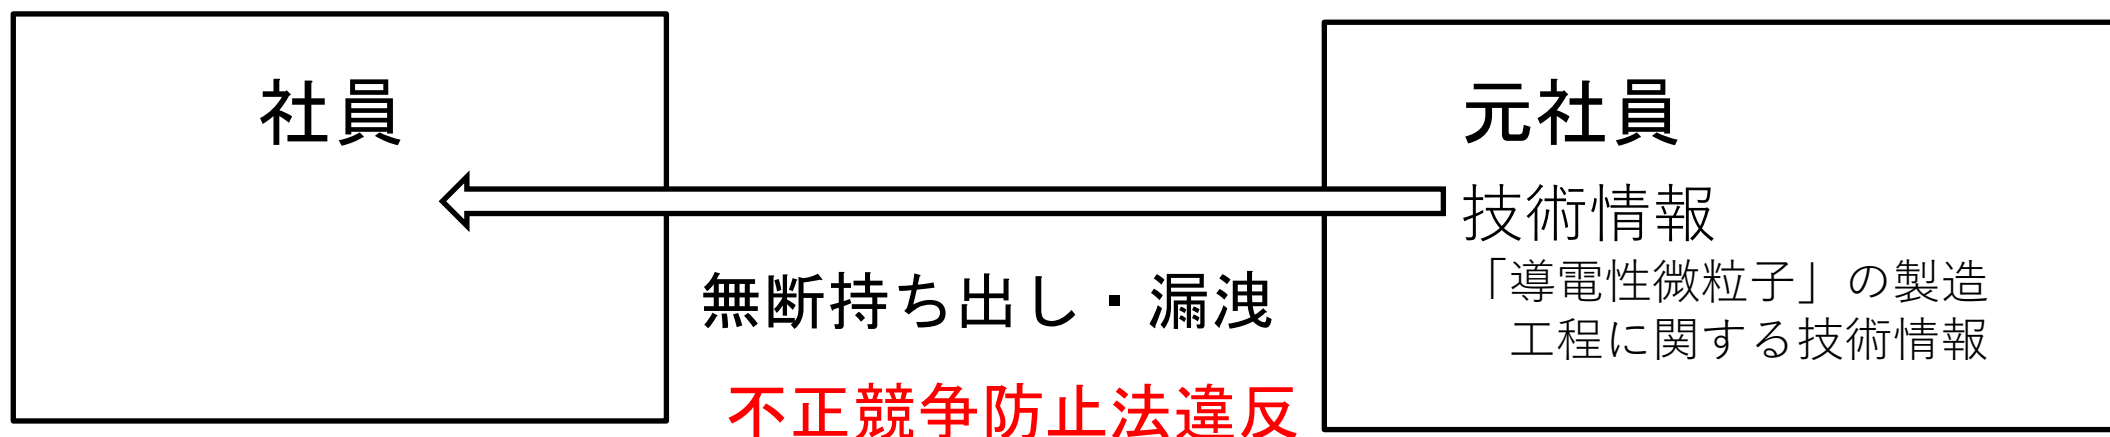 社員
元社員
技術情報
「導電性微粒子」の製造
工程に関する技術情報
無断持ち出し・漏洩
不正競争防止法違反